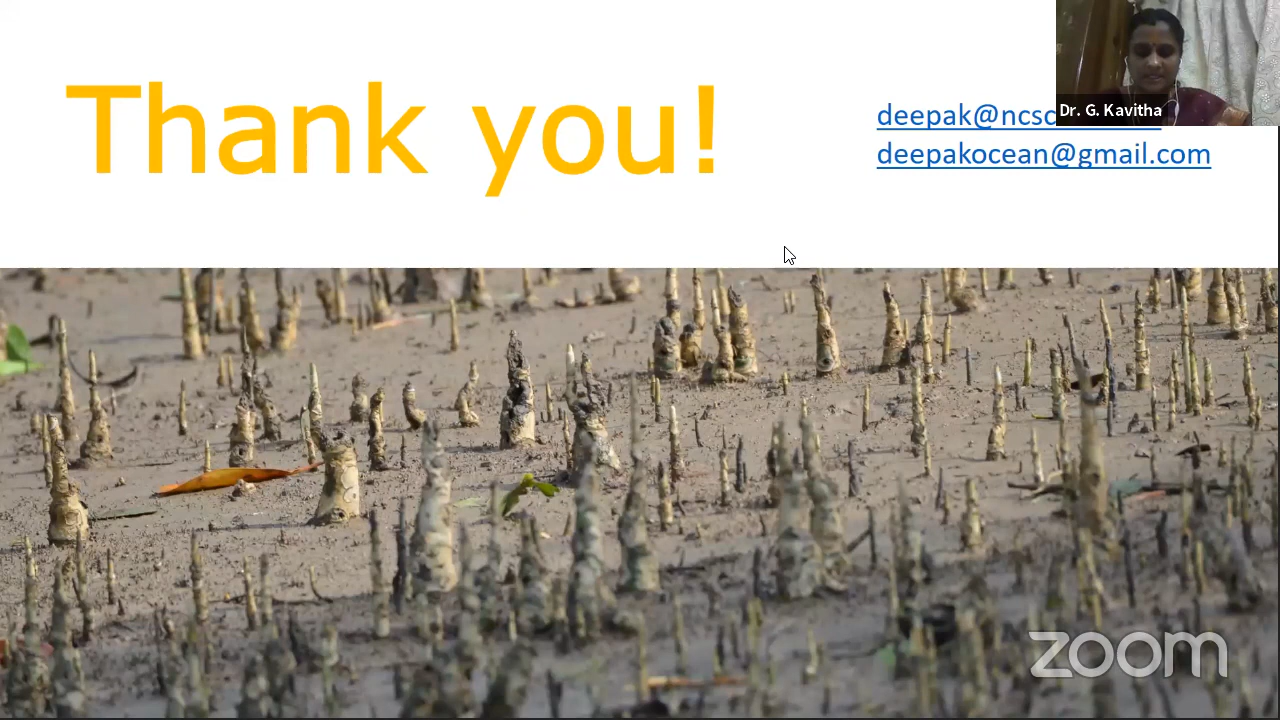 Thank you!
deepak@ncsc
deepakocean@gmail.com
Dr. G. Kavitha
zoom